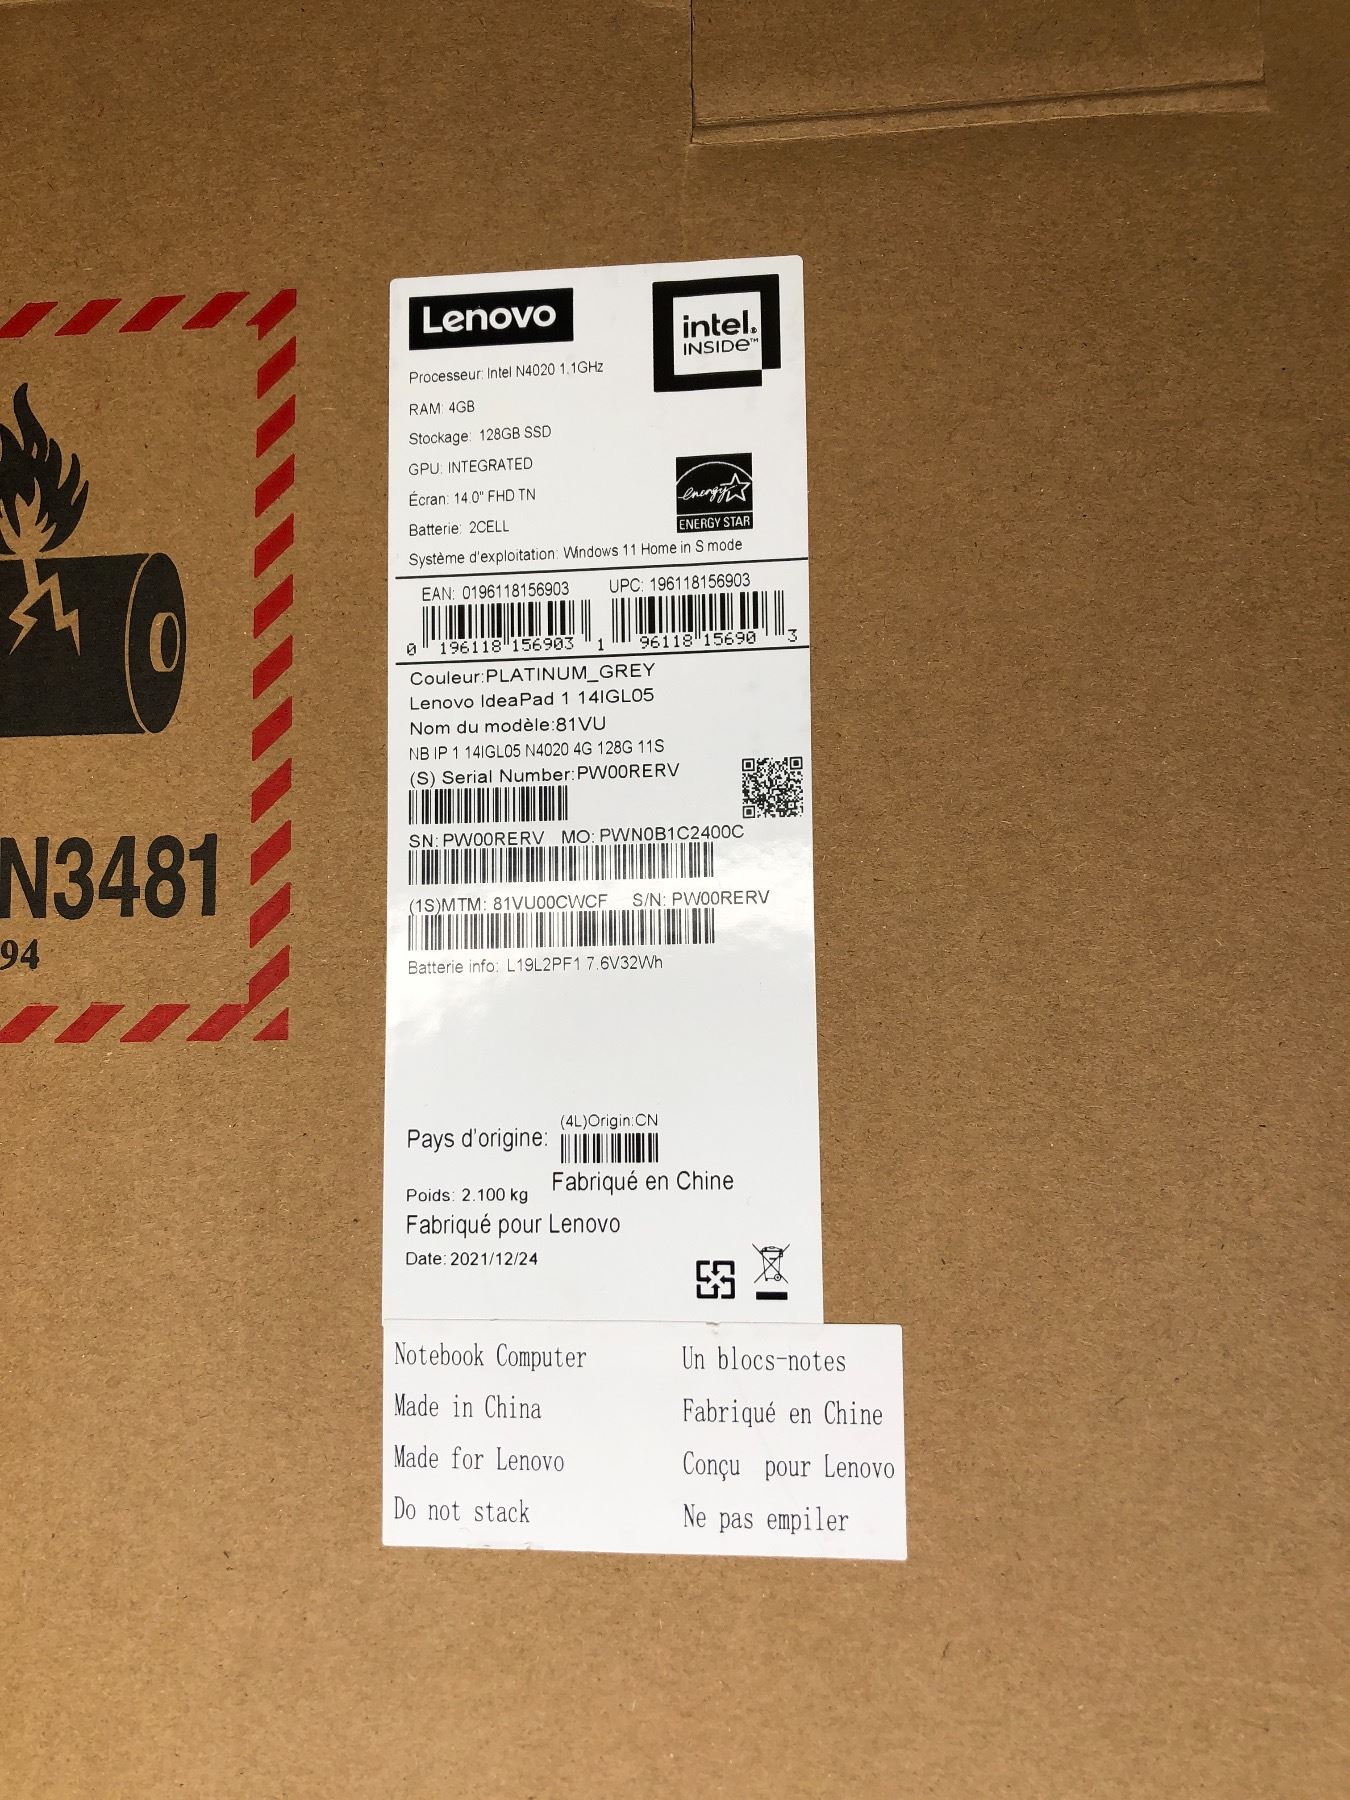 Lenovo
intel.
INSIDE™
Processeur: Intel N4020 1.1GHz
RAM: 4GB
Stockage: 128GB SSD
GPU: INTEGRATED
Écran: 14.0" FHD TN
Batterie: 2CELL
energy
ENERGY STAR
Système d'exploitation: Windows 11 Home in S mode
EAN: 0196118156903 UPC: 196118156903
0 196118 156903 1 96118 15690 3
Couleur:PLATINUM_GREY
Lenovo IdeaPad 1 14IGL05
Nom du modèle:81VU
NB IP 1 14IGL05 N4020 4G 128G 11S
(S) Serial Number:PW00RERV
SN: PW00RERV MO: PWN0B1C2400C
(1S)MTM: 81VU00CWCF S/N: PW00RERV
Batterie info: L19L2PF1 7.6V32Wh
(4L)Origin:CN
Pays d'origine:
Fabriqué en Chine
Poids: 2.100 kg
Fabriqué pour Lenovo
Date: 2021/12/24
Notebook Computer Un blocs-notes
Made in China Fabriqué en Chine
Made for Lenovo Conçu pour Lenovo
Do not stack Ne pas empiler
N3481
94